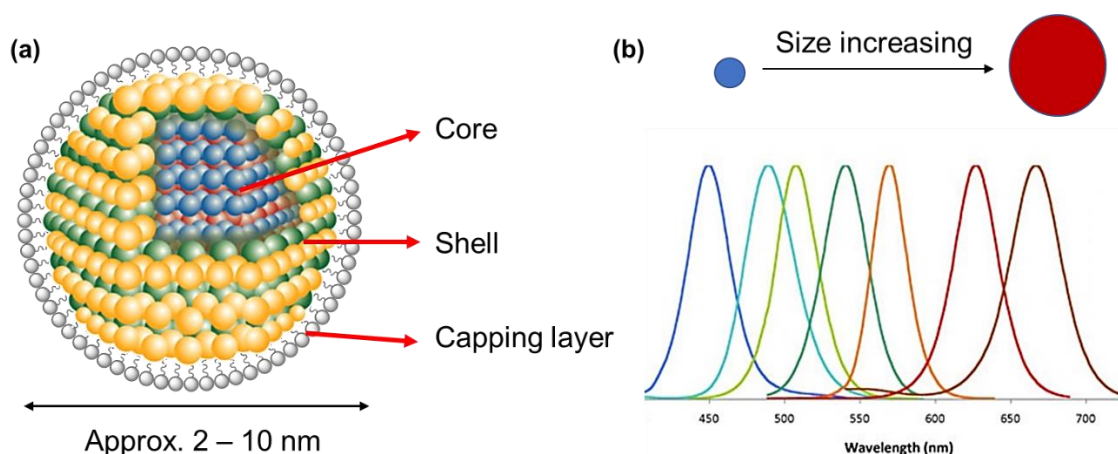 (a)
Core
Shell
Capping layer
Approx. 2 – 10 nm
(b)
Size increasing
450 500 550 600 650 700
Wavelength (nm)